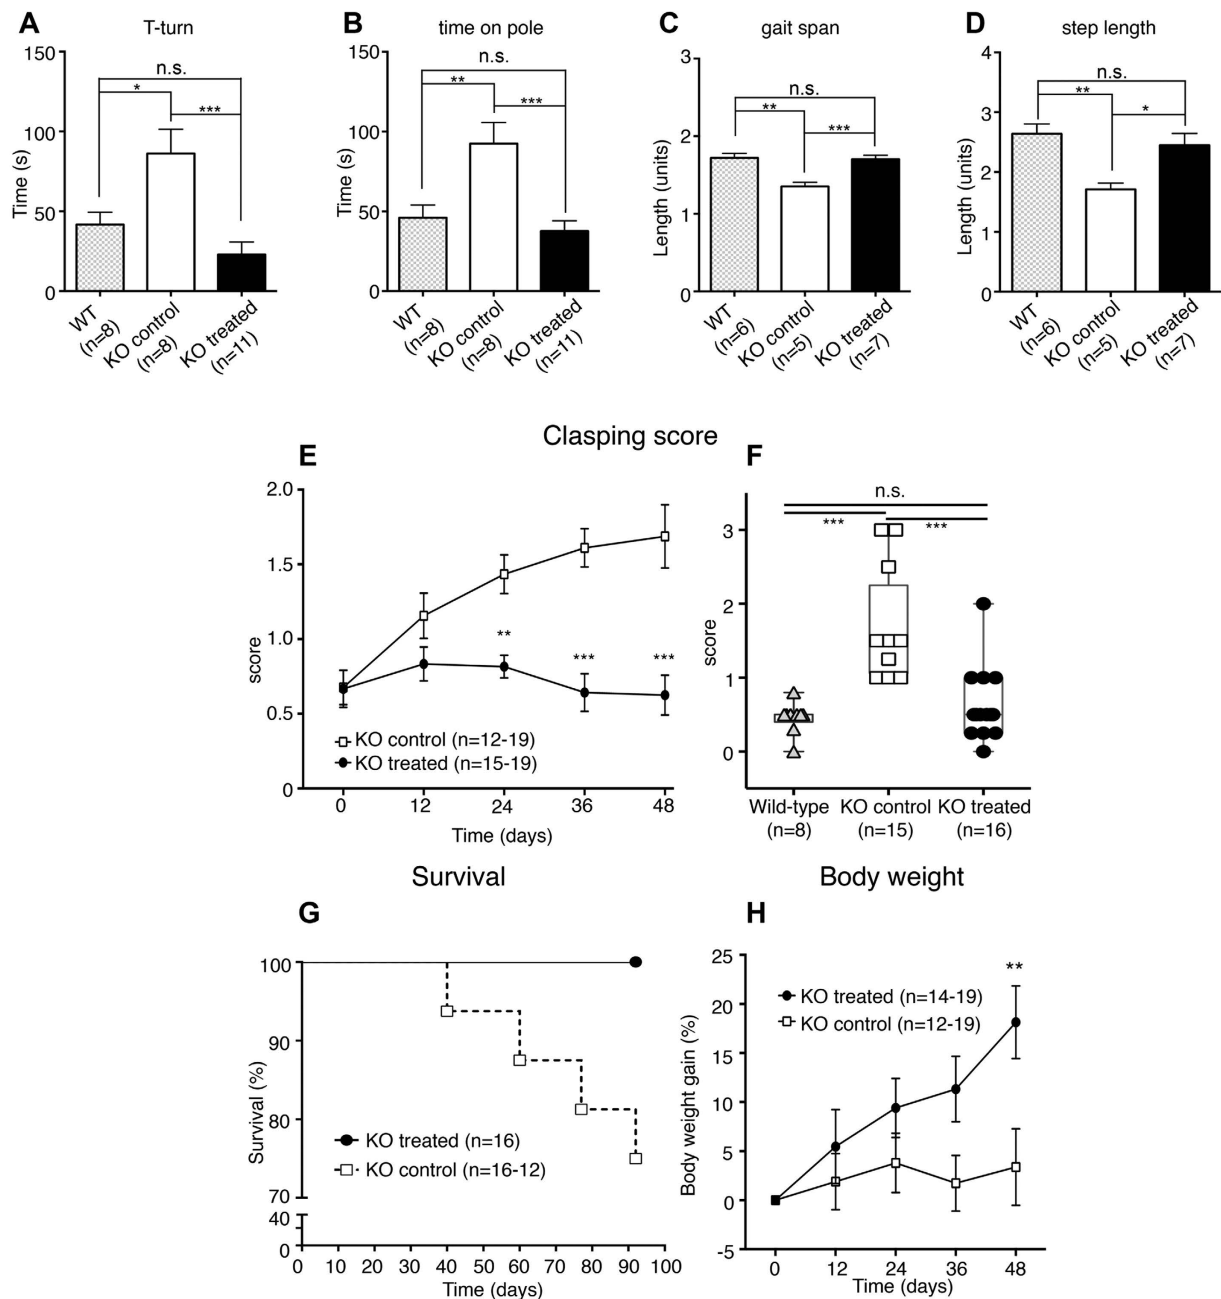 A
T-turn
150
100
50
0
Time (s)
n.s.
*
***
WT
(n=8)
KO control
(n=8)
KO treated
(n=11)
B
time on pole
150
100
50
0
Time (s)
n.s.
**
***
WT
(n=8)
KO control
(n=8)
KO treated
(n=11)
C
gait span
3
2
1
0
Length (units)
n.s.
**
***
WT
(n=6)
KO control
(n=5)
KO treated
(n=7)
D
step length
4
3
2
1
0
Length (units)
n.s.
**
*
WT
(n=6)
KO control
(n=5)
KO treated
(n=7)
Clasping score
E
2.0
1.5
1.0
0.5
0
score
**
***
***
KO control (n=12-19)
KO treated (n=15-19)
0 12 24 36 48
Time (days)
F
n.s.
***
***
3
2
1
0
score
Wild-type
(n=8)
KO control
(n=15)
KO treated
(n=16)
Survival
G
100
90
80
70
40
0
Survival (%)
KO treated (n=16)
KO control (n=16-12)
0 10 20 30 40 50 60 70 80 90 100
Time (days)
Body weight
H
25
20
15
10
5
0
-5
Body weight gain (%)
**
KO treated (n=14-19)
KO control (n=12-19)
0 12 24 36 48
Time (days)